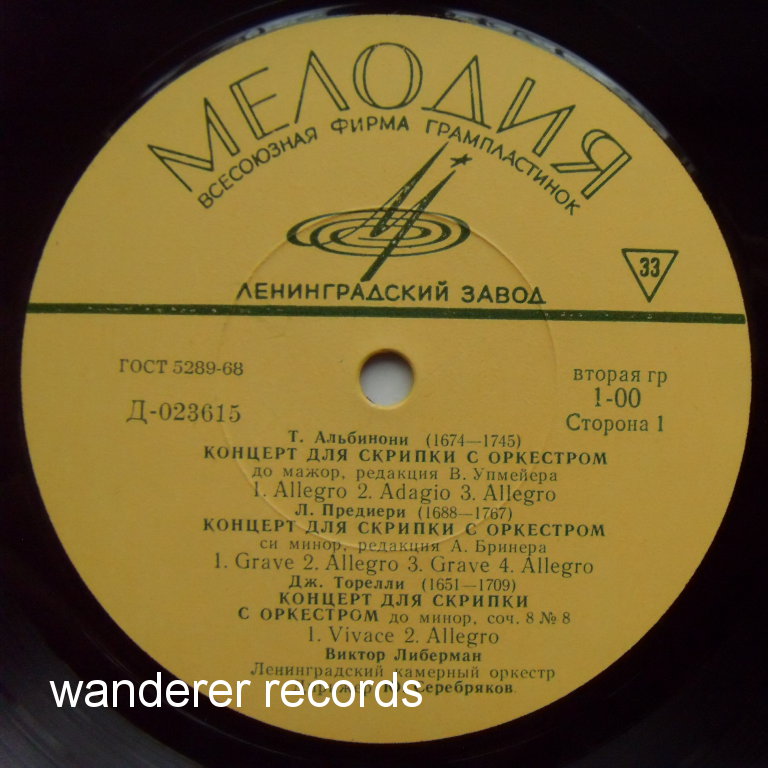 МЕЛОДИЯ
ВСЕСОЮЗНАЯ ФИРМА ГРАМПЛАСТИНОК
33
ЛЕНИНГРАДСКИЙ ЗАВОД
ГОСТ 5289-68
Д-023615
вторая гр
1-00
Сторона 1
Т. Альбинони (1674—1745)
КОНЦЕРТ ДЛЯ СКРИПКИ С ОРКЕСТРОМ
до мажор, редакция В. Упмейера
1. Allegro 2. Adagio 3. Allegro
Л. Предиери (1688—1767)
КОНЦЕРТ ДЛЯ СКРИПКИ С ОРКЕСТРОМ
си минор, редакция А. Бринера
1. Grave 2. Allegro 3. Grave 4. Allegro
Дж. Торелли (1651—1709)
КОНЦЕРТ ДЛЯ СКРИПКИ
С ОРКЕСТРОМ до минор, соч. 8 № 8
1. Vivace 2. Allegro
Виктор Либерман
Ленинградский камерный оркестр
Серебряков
wanderer records